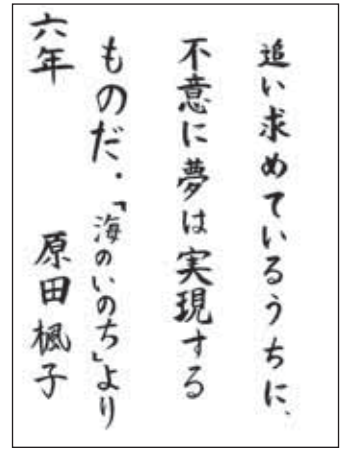 追い求めているうちに、
不意に夢は実現する
ものだ。「海のいのち」より
六年 原田楓子